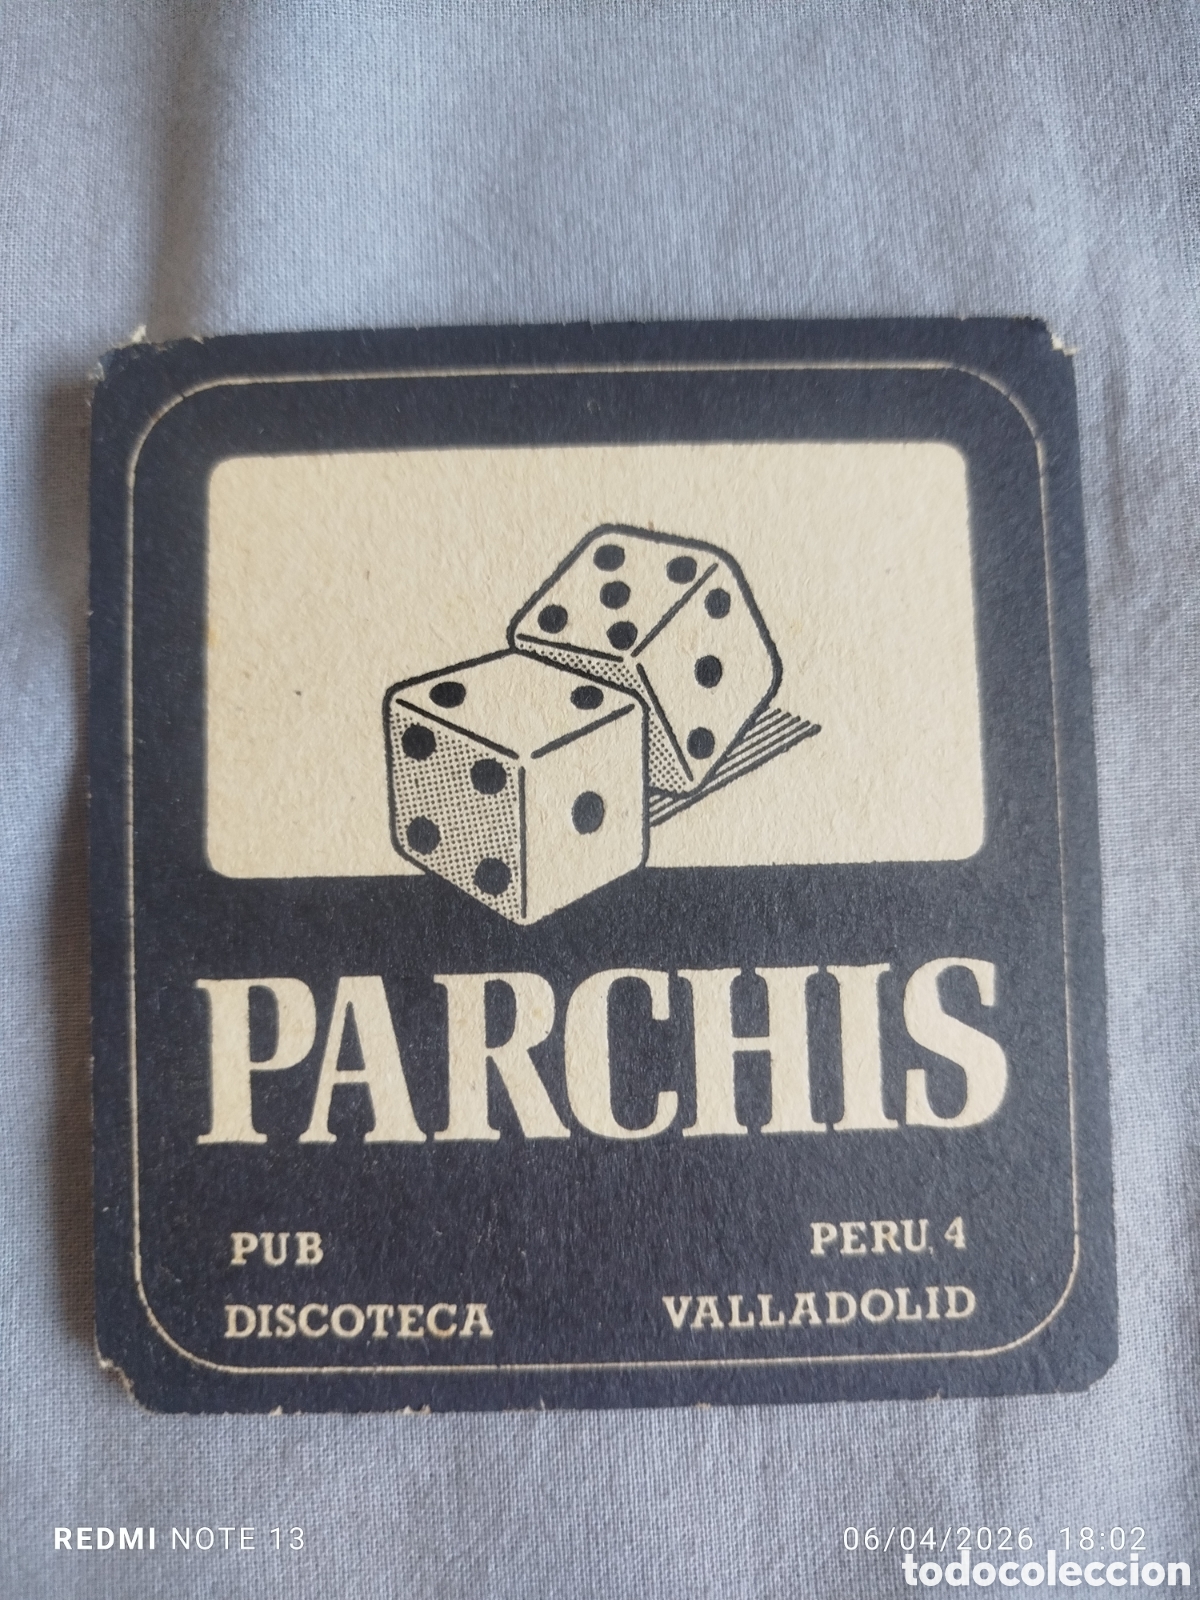 PARCHIS
PUB
DISCOTECA
PERU, 4
VALLADOLID
REDMI NOTE 13
06/04/2026 18:02
todocoleccion